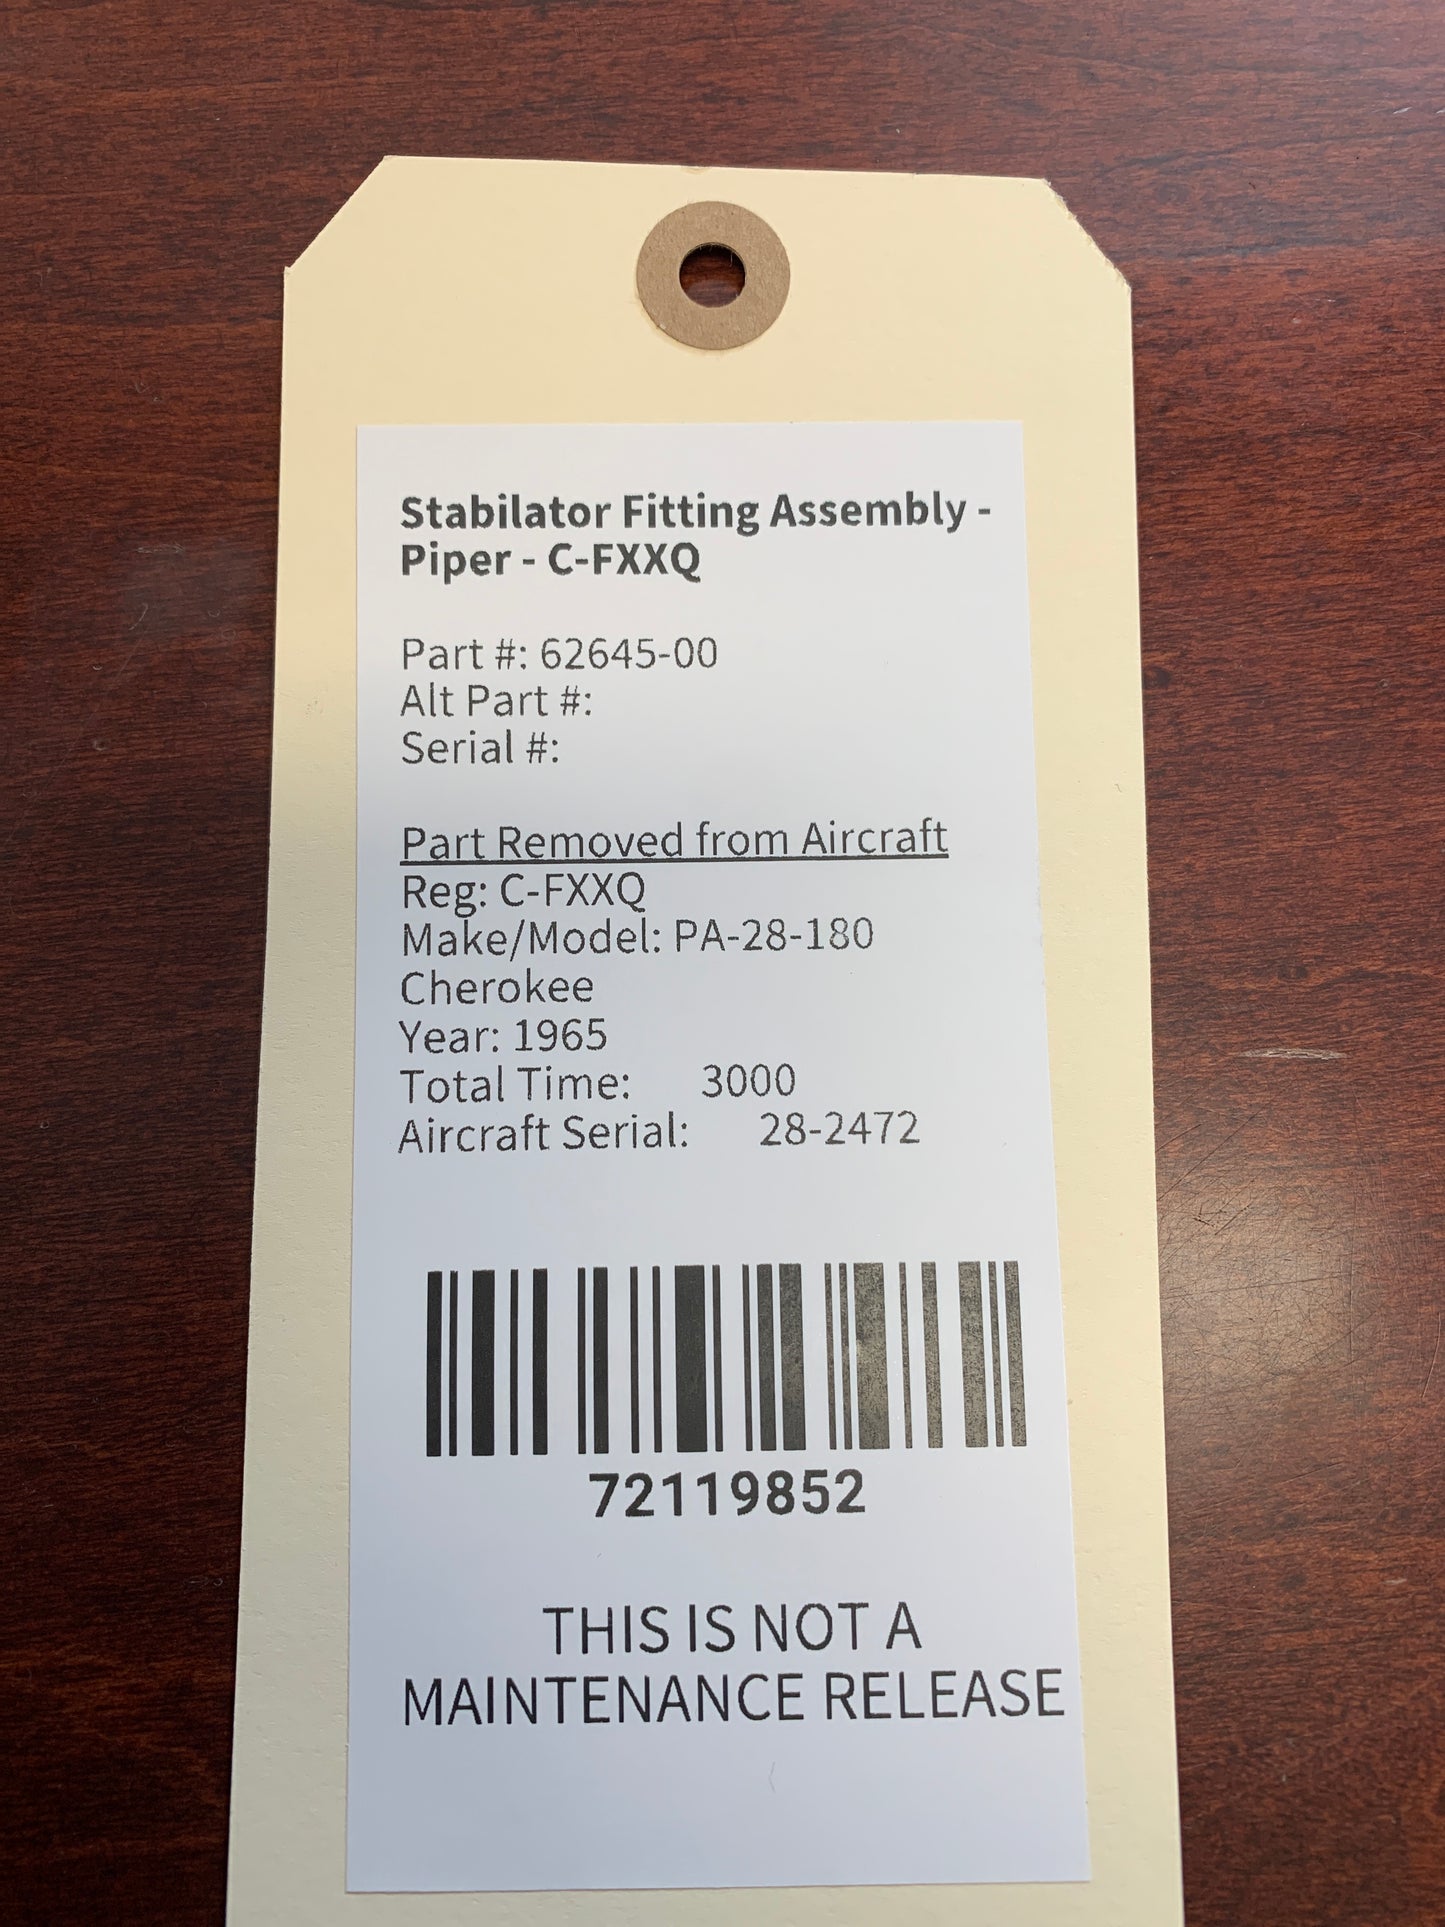 Stabilator Fitting Assembly -
Piper - C-FXXQ
Part #: 62645-00
Alt Part #:
Serial #:
Part Removed from Aircraft
Reg: C-FXXQ
Make/Model: PA-28-180
Cherokee
Year: 1965
Total Time: 3000
Aircraft Serial: 28-2472
72119852
THIS IS NOT A
MAINTENANCE RELEASE